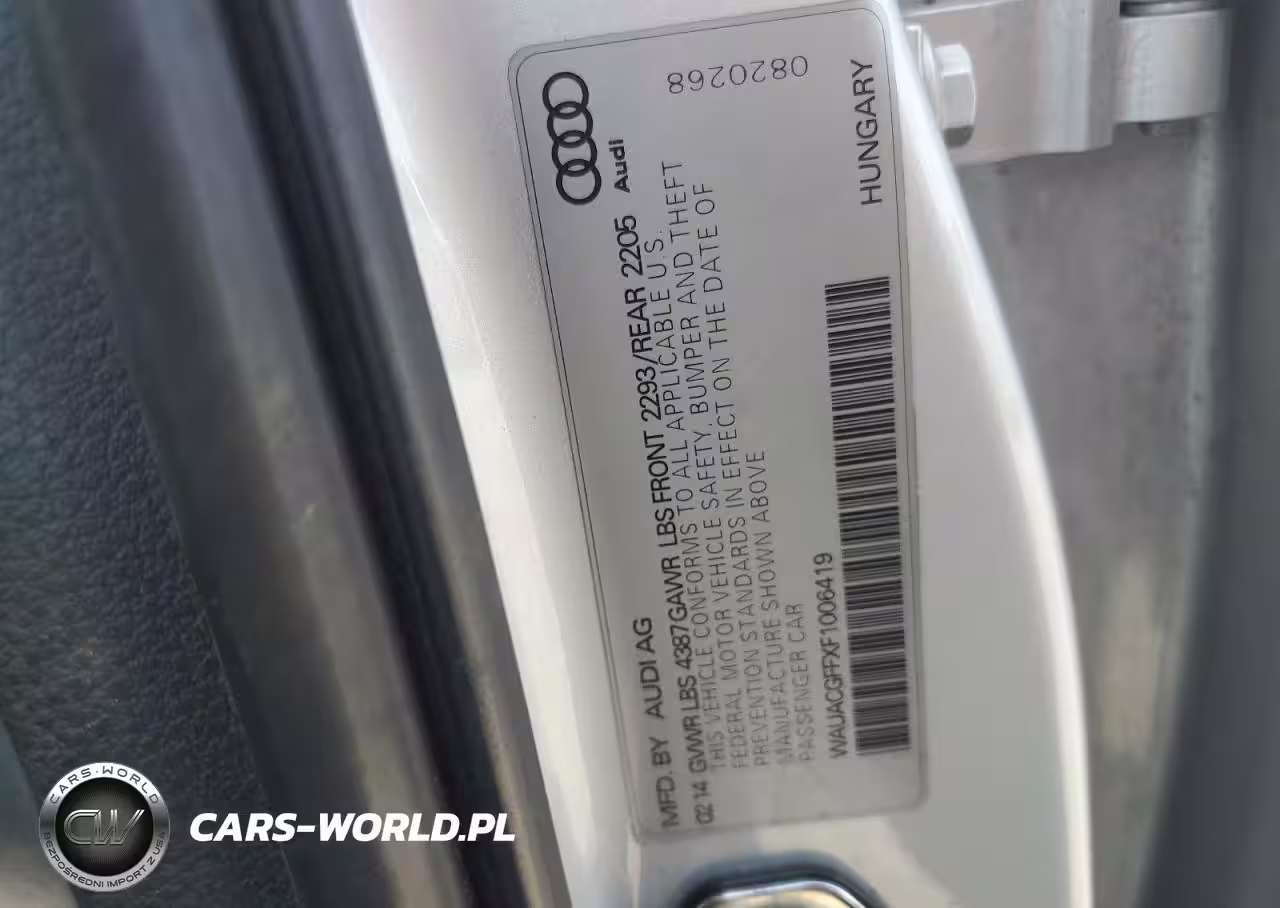 MFD. BY AUDI AG
02 14 GVWR LBS 4387 GAWR LBS FRONT 2293/REAR 2205
THIS VEHICLE CONFORMS TO ALL APPLICABLE U.S.
FEDERAL MOTOR VEHICLE SAFETY, BUMPER AND THEFT
PREVENTION STANDARDS IN EFFECT ON THE DATE OF
MANUFACTURE SHOWN ABOVE
PASSENGER CAR
WAUACGFFXF1006419
Audi
0820268
HUNGARY
CARS-WORLD
CW
BEZPOŚREDNI IMPORT Z USA
CARS-WORLD.PL